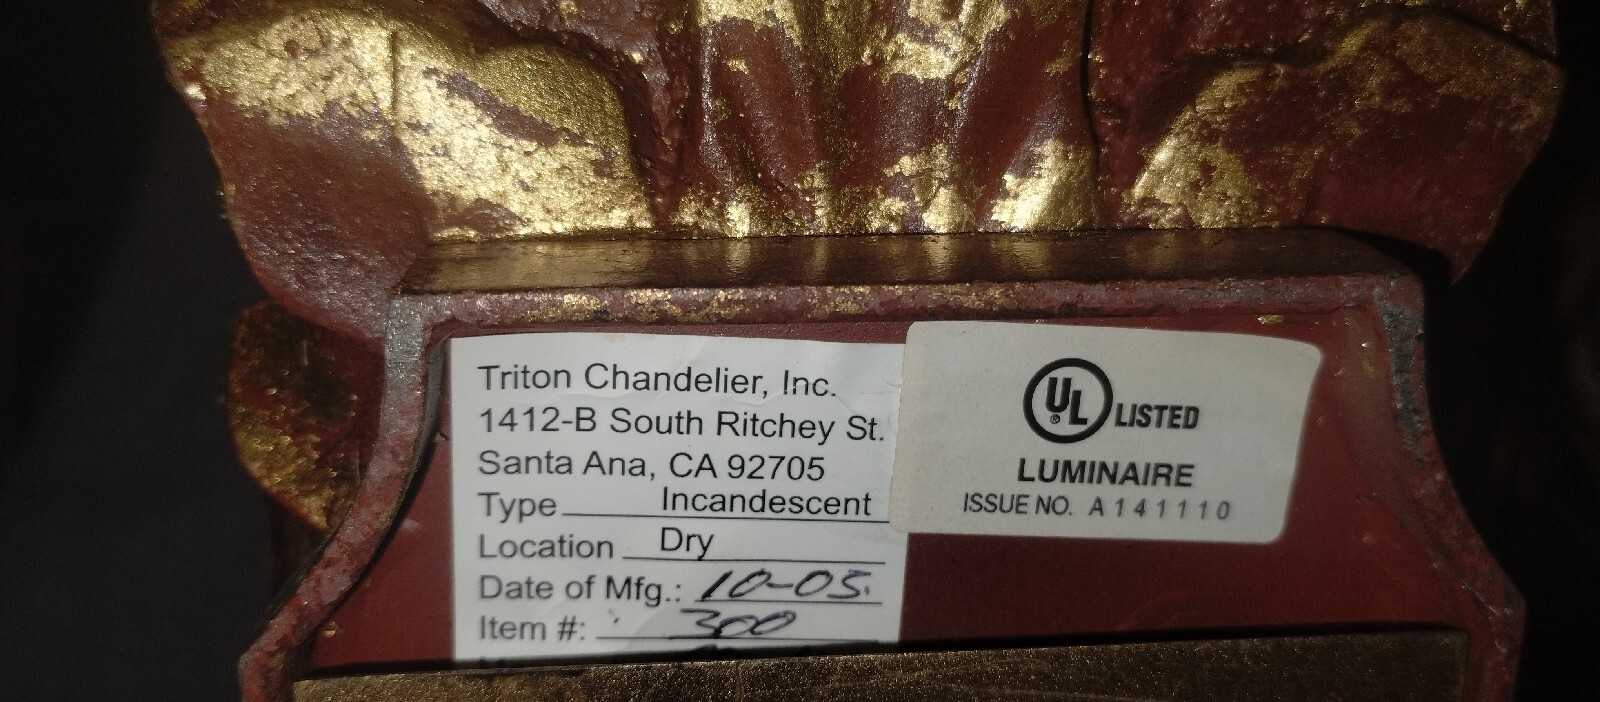 Triton Chandelier, Inc.
1412-B South Ritchey St.
Santa Ana, CA 92705
Type Incandescent
Location Dry
Date of Mfg.: 10-05.
Item #: 300
UL ® LISTED
LUMINAIRE
ISSUE NO. A141110